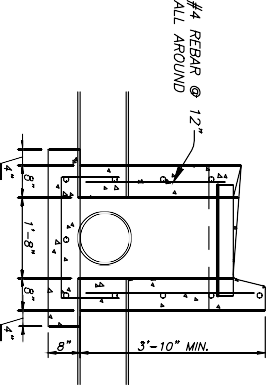 #4 REBAR @ 12"
ALL AROUND
4"
8"
1'-8"
8"
4"
8"
3'-10" MIN.